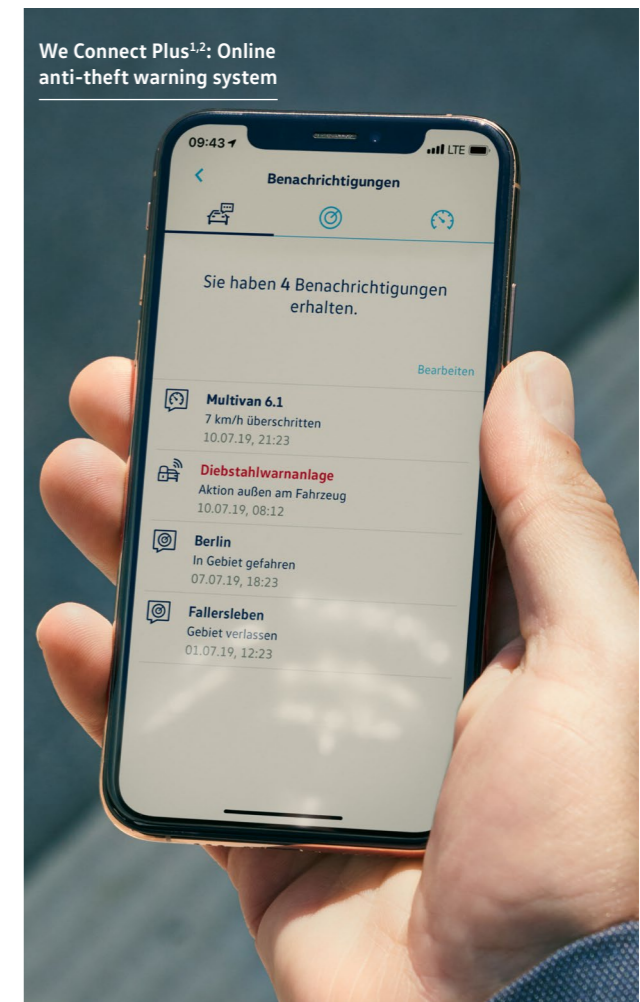 We Connect Plus1,2: Online
anti-theft warning system
09:43
LTE
Benachrichtigungen
Sie haben 4 Benachrichtigungen
erhalten.
Bearbeiten
Multivan 6.1
7 km/h überschritten
10.07.19, 21:23
Diebstahlwarnanlage
Aktion außen am Fahrzeug
10.07.19, 08:12
Berlin
In Gebiet gefahren
07.07.19, 18:23
Fallersleben
Gebiet verlassen
01.07.19, 12:23